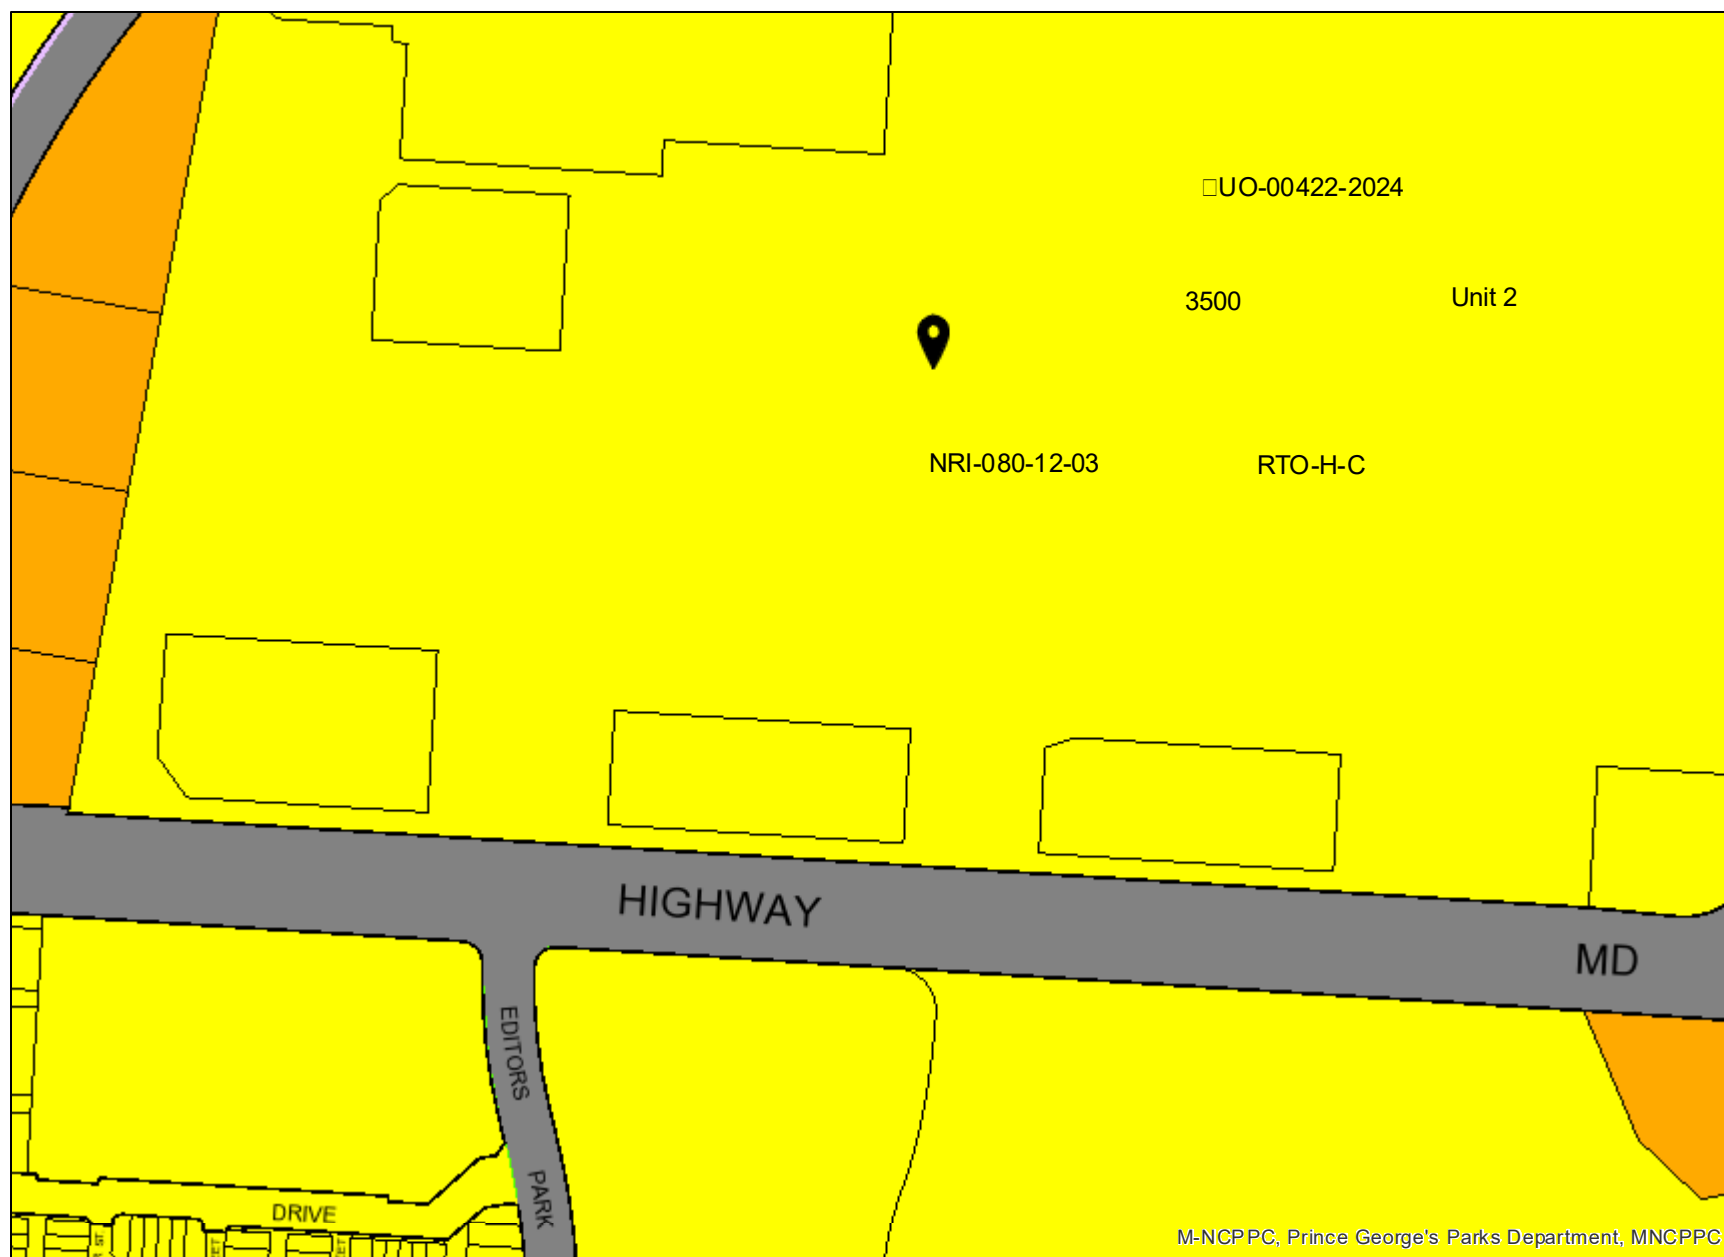 □UO-00422-2024
3500
Unit 2
NRI-080-12-03
RTO-H-C
HIGHWAY
MD
EDITORS
PARK
DRIVE
ST
M-NCPPC, Prince George's Parks Department, MNCPPC